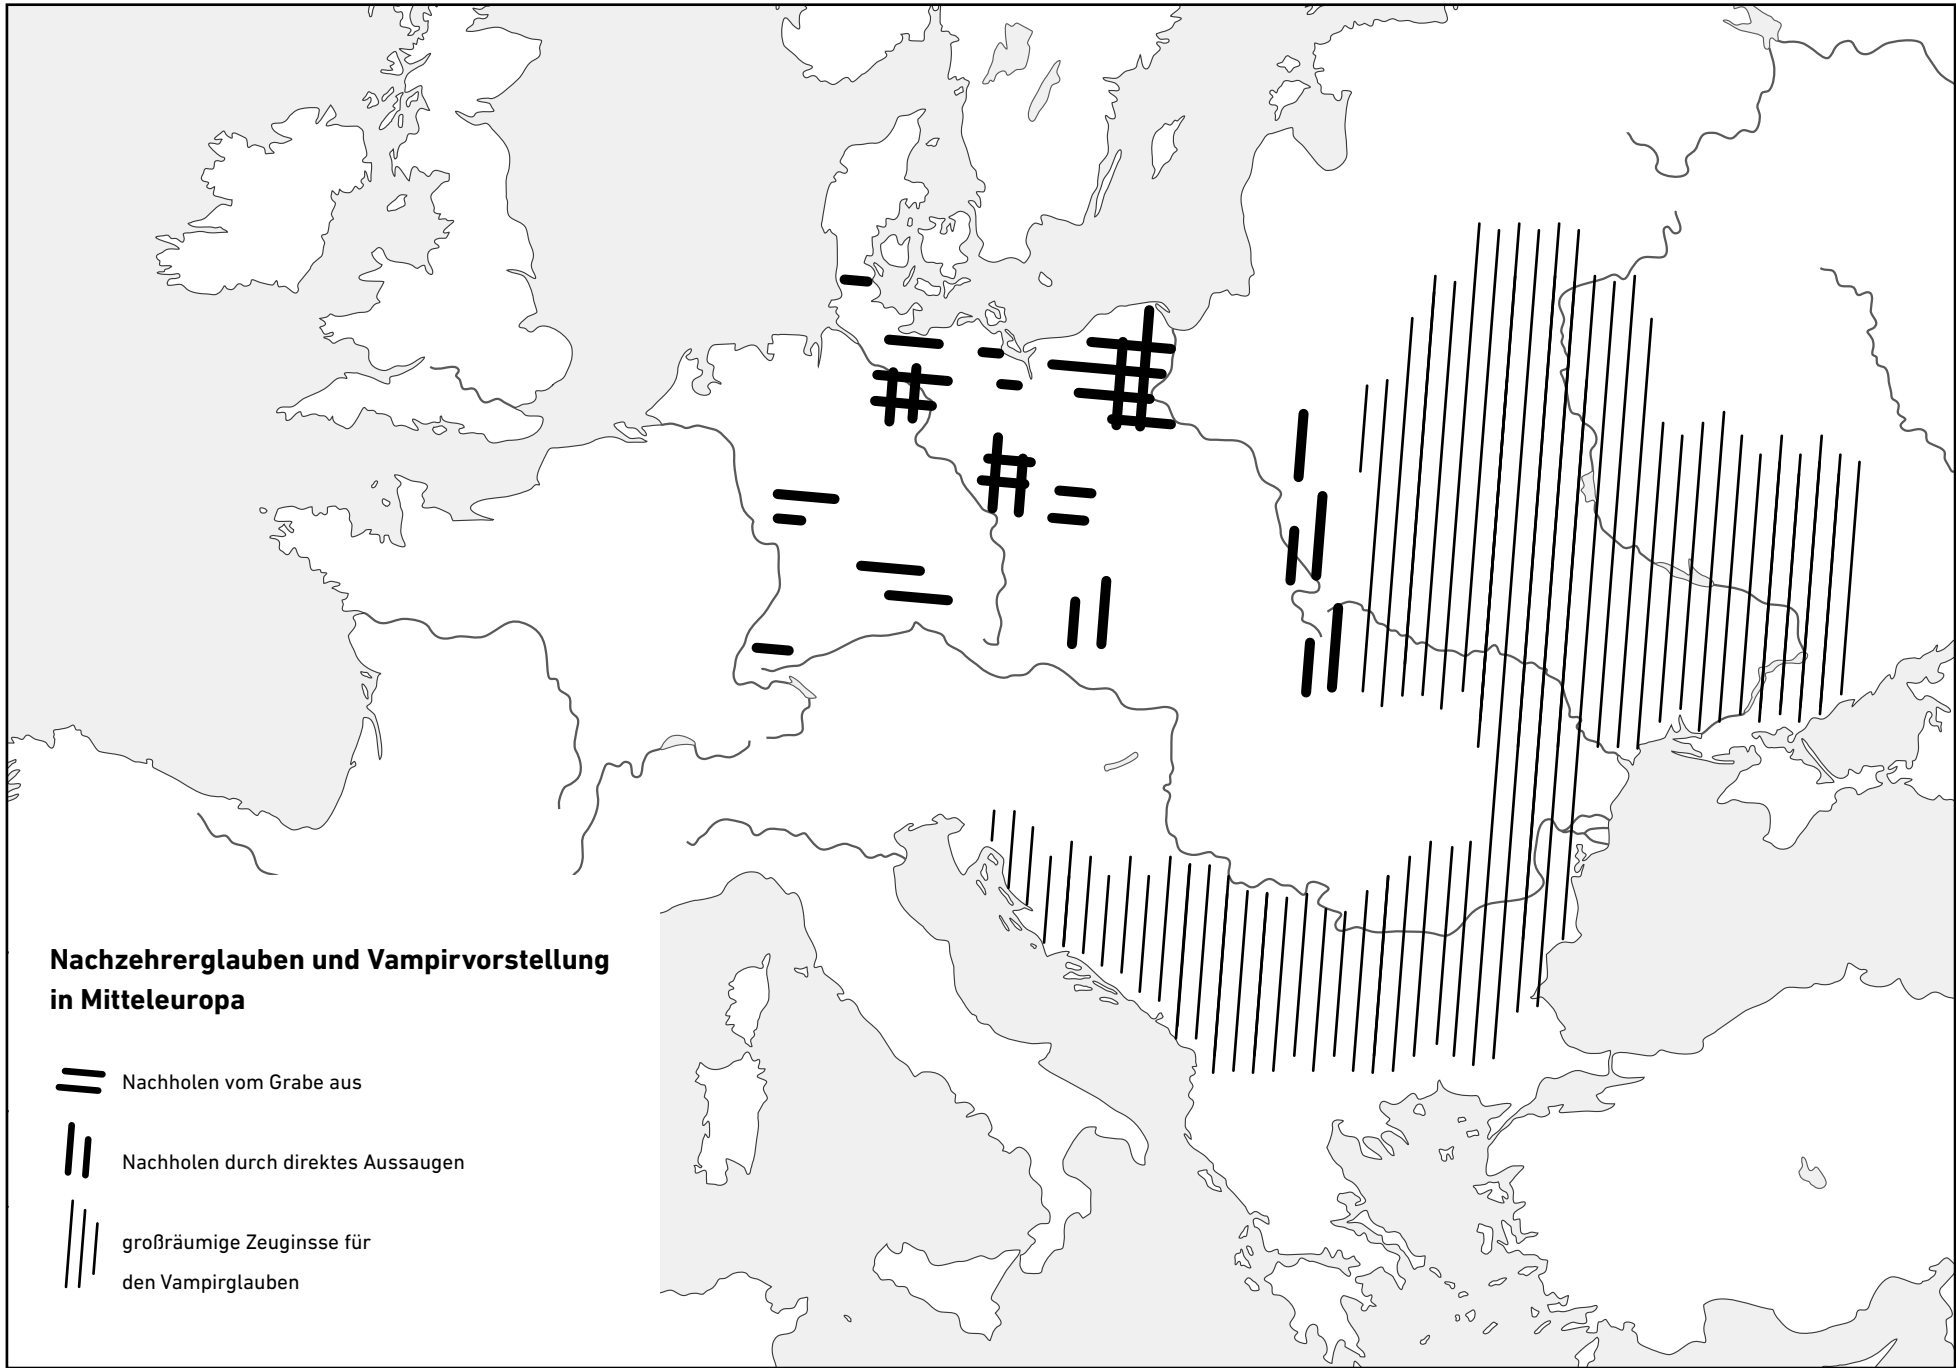 Nachzehrerglauben und Vampirvorstellung
in Mitteleuropa
Nachholen vom Grabe aus
Nachholen durch direktes Aussaugen
großräumige Zeuginsse für
den Vampirglauben